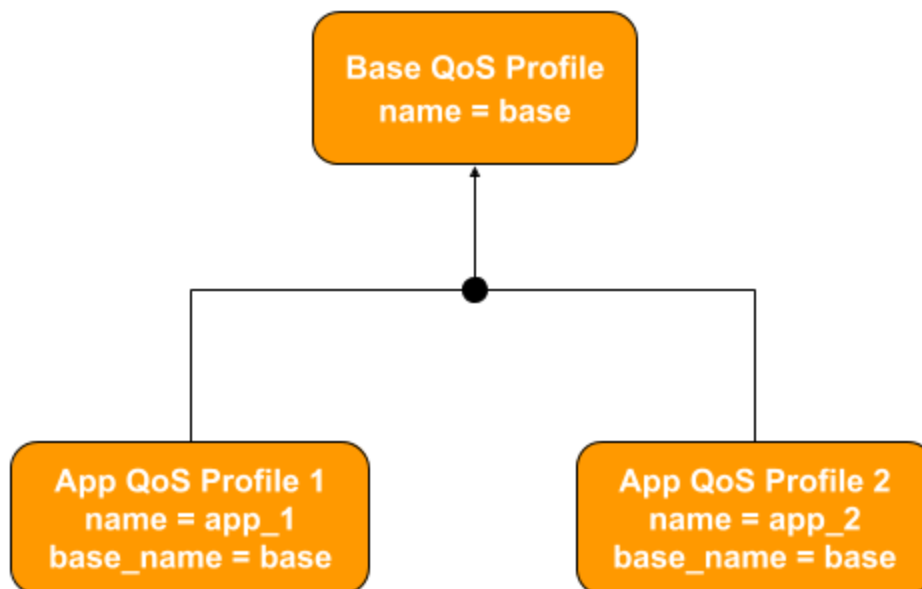 Base QoS Profile
name = base
App QoS Profile 1
name = app_1
base_name = base
App QoS Profile 2
name = app_2
base_name = base